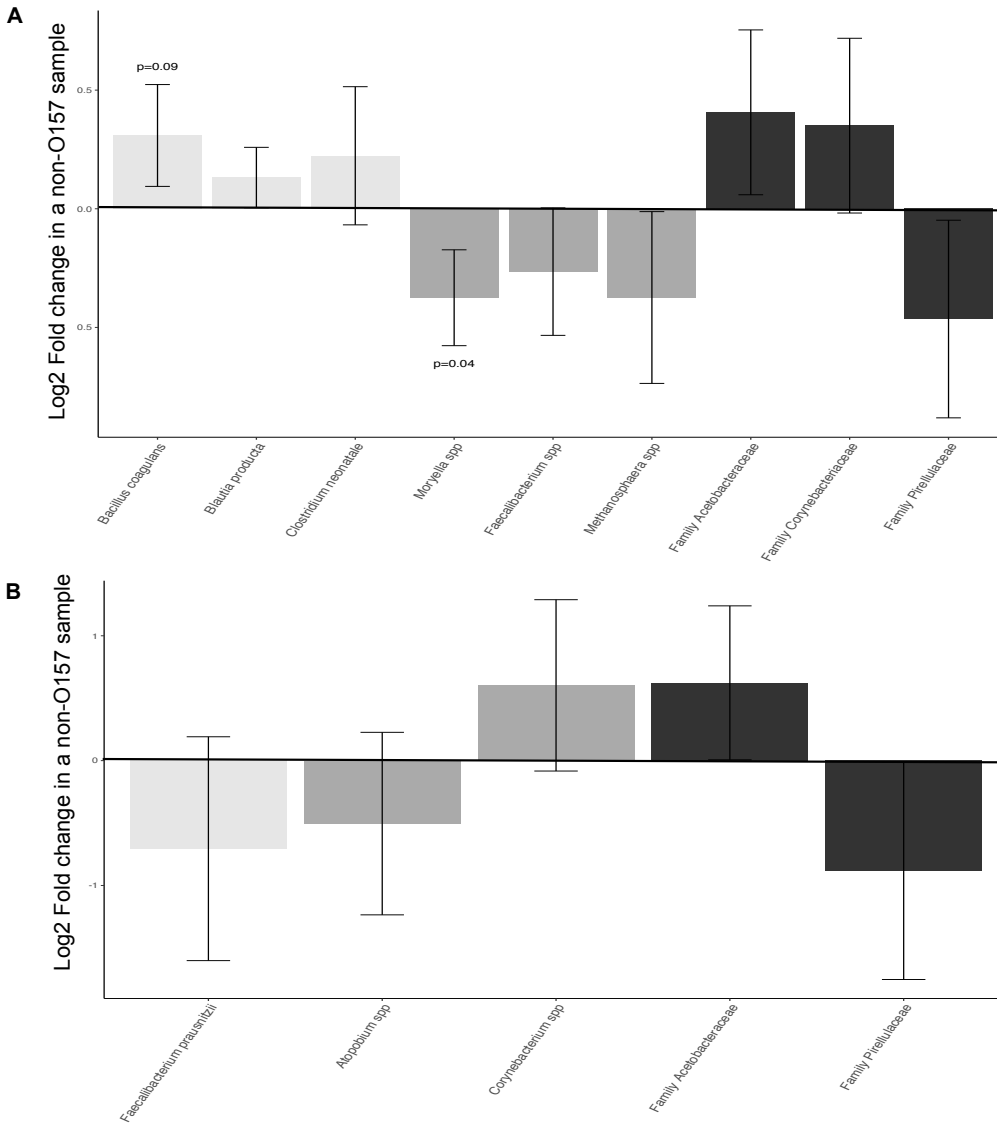 A
Log2 Fold change in a non-O157 sample
0.5
0.0
0.5
p=0.09
p=0.04
Bacillus coagulans
Blautia producta
Clostridium neonatale
Moryella spp
Faecalibacterium spp
Methanosphaera spp
Family Acetobacteraceae
Family Corynebacteriaceae
Family Pirellulaceae
B
Log2 Fold change in a non-O157 sample
1
0
-1
Faecalibacterium prausnitzii
Atopobium spp
Corynebacterium spp
Family Acetobacteraceae
Family Pirellulaceae